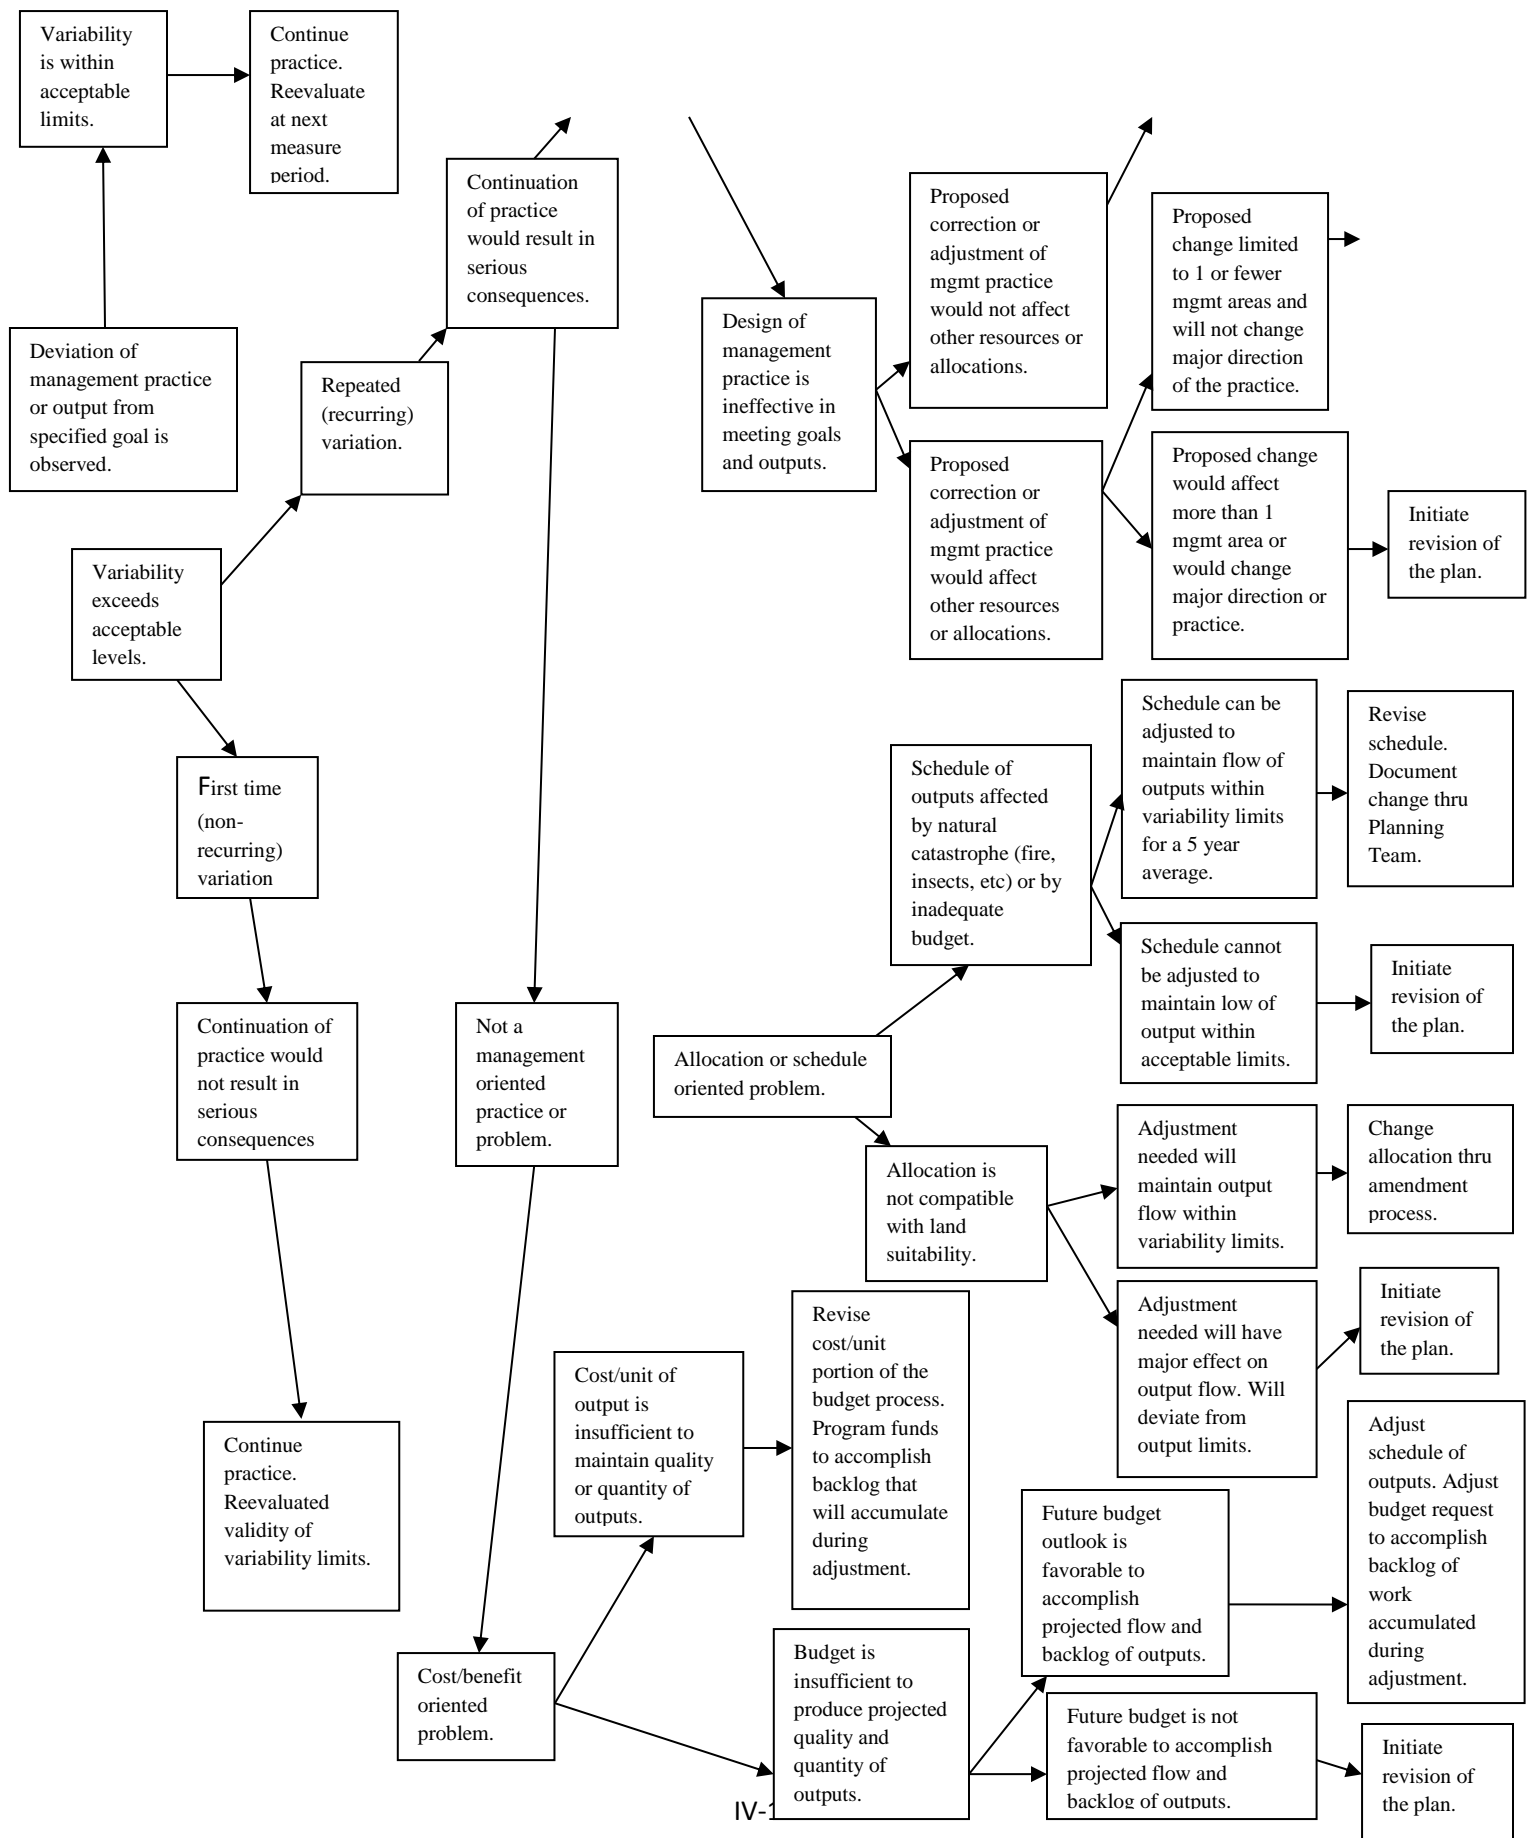 Variability
is within
acceptable
limits.
Continue
practice.
Reevaluate
at next
measure
period.
Continuation
of practice
would result in
serious
consequences.
Proposed
correction or
adjustment of
mgmt practice
would not affect
other resources or
allocations.
Proposed
change limited
to 1 or fewer
mgmt areas and
will not change
major direction
of the practice.
Deviation of
management practice
or output from
specified goal is
observed.
Repeated
(recurring)
variation.
Design of
management
practice is
ineffective in
meeting goals
and outputs.
Proposed
correction or
adjustment of
mgmt practice
would affect
other resources
or allocations.
Proposed change
would affect
more than 1
mgmt area or
would change
major direction or
practice.
Initiate
revision of
the plan.
Variability
exceeds
acceptable
levels.
First time
(non-
recurring)
variation
Schedule of
outputs affected
by natural
catastrophe (fire,
insects, etc) or by
inadequate
budget.
Schedule can be
adjusted to
maintain flow of
outputs within
variability limits
for a 5 year
average.
Revise
schedule.
Document
change thru
Planning
Team.
Schedule cannot
be adjusted to
maintain low of
output within
acceptable limits.
Initiate
revision of
the plan.
Continuation of
practice would
not result in
serious
consequences
Not a
management
oriented
practice or
problem.
Allocation or schedule
oriented problem.
Allocation is
not compatible
with land
suitability.
Adjustment
needed will
maintain output
flow within
variability limits.
Change
allocation thru
amendment
process.
Adjustment
needed will have
major effect on
output flow. Will
deviate from
output limits.
Initiate
revision of
the plan.
Cost/unit of
output is
insufficient to
maintain quality
or quantity of
outputs.
Revise
cost/unit
portion of the
budget process.
Program funds
to accomplish
backlog that
will accumulate
during
adjustment.
Continue
practice.
Reevaluated
validity of
variability limits.
Future budget
outlook is
favorable to
accomplish
projected flow and
backlog of outputs.
Adjust
schedule of
outputs. Adjust
budget request
to accomplish
backlog of
work
accumulated
during
adjustment.
Cost/benefit
oriented
problem.
Budget is
insufficient to
produce projected
quality and
quantity of
outputs.
Future budget is not
favorable to accomplish
projected flow and
backlog of outputs.
Initiate
revision of
the plan.
IV-1